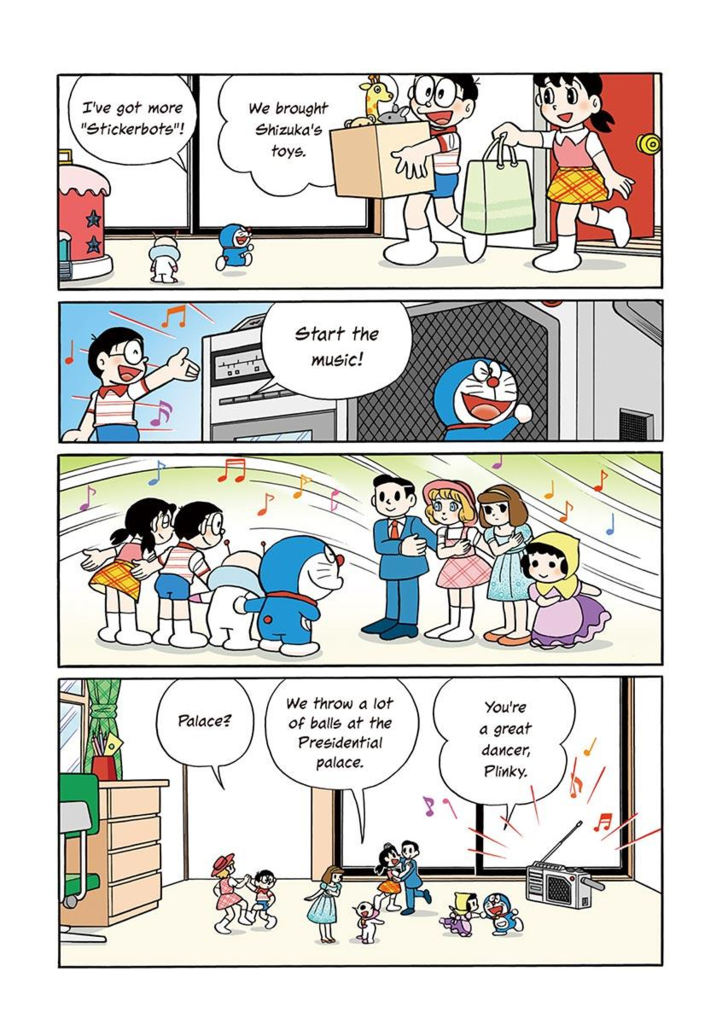 I've got more
"Stickerbots"!
We brought
Shizuka's
toys.
Start the
music!
Palace?
We throw a lot
of balls at the
Presidential
palace.
You're
a great
dancer,
Plinky.